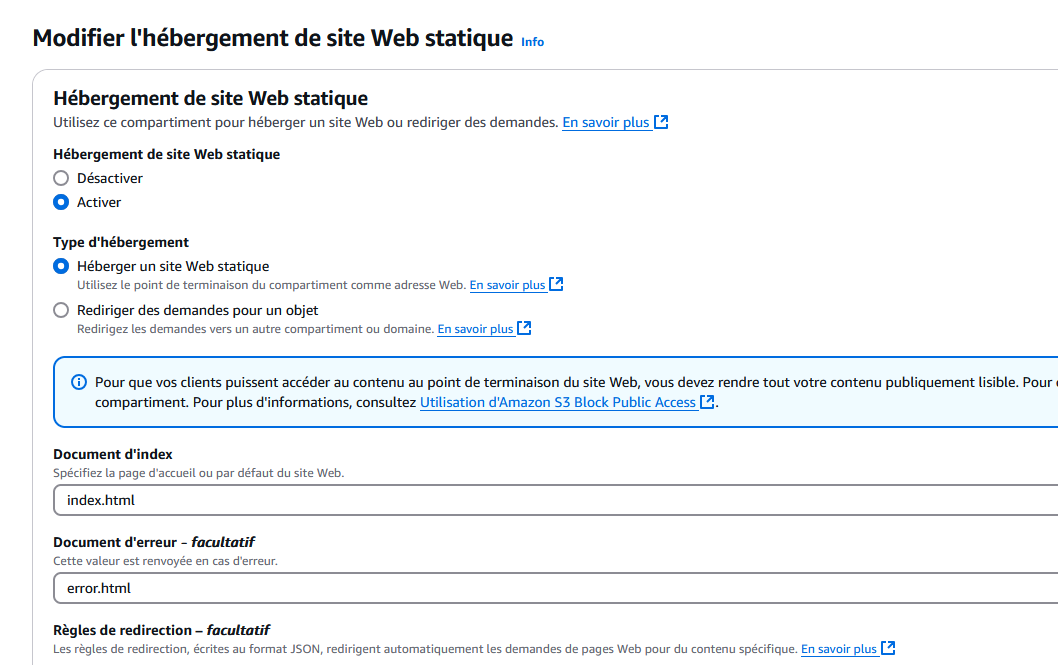 Modifier l'hébergement de site Web statique Info
Hébergement de site Web statique
Utilisez ce compartiment pour héberger un site Web ou rediriger des demandes. En savoir plus
Hébergement de site Web statique
Désactiver
Activer
Type d'hébergement
Héberger un site Web statique
Utilisez le point de terminaison du compartiment comme adresse Web. En savoir plus
Rediriger des demandes pour un objet
Redirigez les demandes vers un autre compartiment ou domaine. En savoir plus
Pour que vos clients puissent accéder au contenu au point de terminaison du site Web, vous devez rendre tout votre contenu publiquement lisible. Pour
compartiment. Pour plus d'informations, consultez Utilisation d'Amazon S3 Block Public Access.
Document d'index
Spécifiez la page d'accueil ou par défaut du site Web.
index.html
Document d'erreur – facultatif
Cette valeur est renvoyée en cas d'erreur.
error.html
Règles de redirection – facultatif
Les règles de redirection, écrites au format JSON, redirigent automatiquement les demandes de pages Web pour du contenu spécifique. En savoir plus